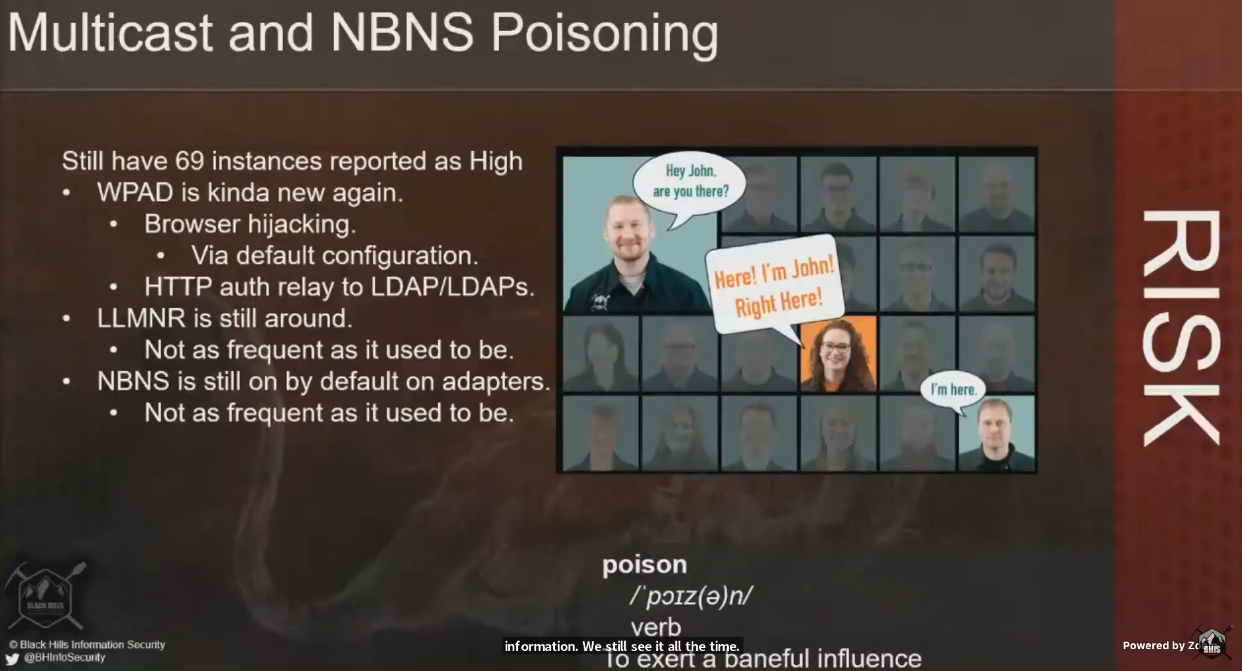 Multicast and NBNS Poisoning
Still have 69 instances reported as High
• WPAD is kinda new again.
• Browser hijacking.
• Via default configuration.
• HTTP auth relay to LDAP/LDAPs.
• LLMNR is still around.
• Not as frequent as it used to be.
• NBNS is still on by default on adapters.
• Not as frequent as it used to be.
Hey John,
are you there?
Here! I'm John!
Right Here!
I'm here.
RISK
poison
/ˈpɔɪz(ə)n/
verb
To exert a baneful influence
information. We still see it all the time.
BLACK HILLS
© Black Hills Information Security
@BHInfoSecurity
Powered by
BHIS